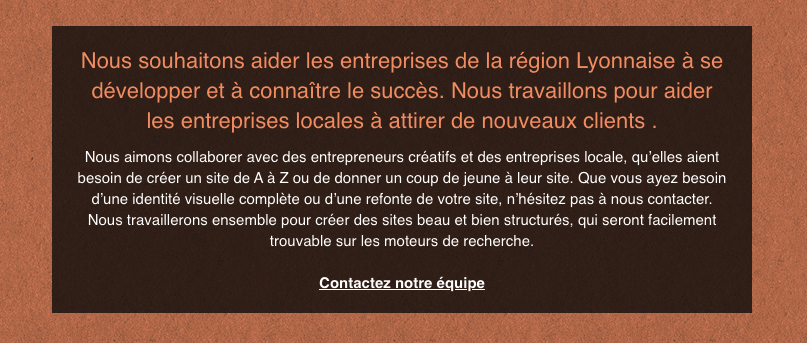 Nous souhaitons aider les entreprises de la région Lyonnaise à se
développer et à connaître le succès. Nous travaillons pour aider
les entreprises locales à attirer de nouveaux clients .
Nous aimons collaborer avec des entrepreneurs créatifs et des entreprises locale, qu’elles aient
besoin de créer un site de A à Z ou de donner un coup de jeune à leur site. Que vous ayez besoin
d’une identité visuelle complète ou d’une refonte de votre site, n’hésitez pas à nous contacter.
Nous travaillerons ensemble pour créer des sites beau et bien structurés, qui seront facilement
trouvable sur les moteurs de recherche.
Contactez notre équipe